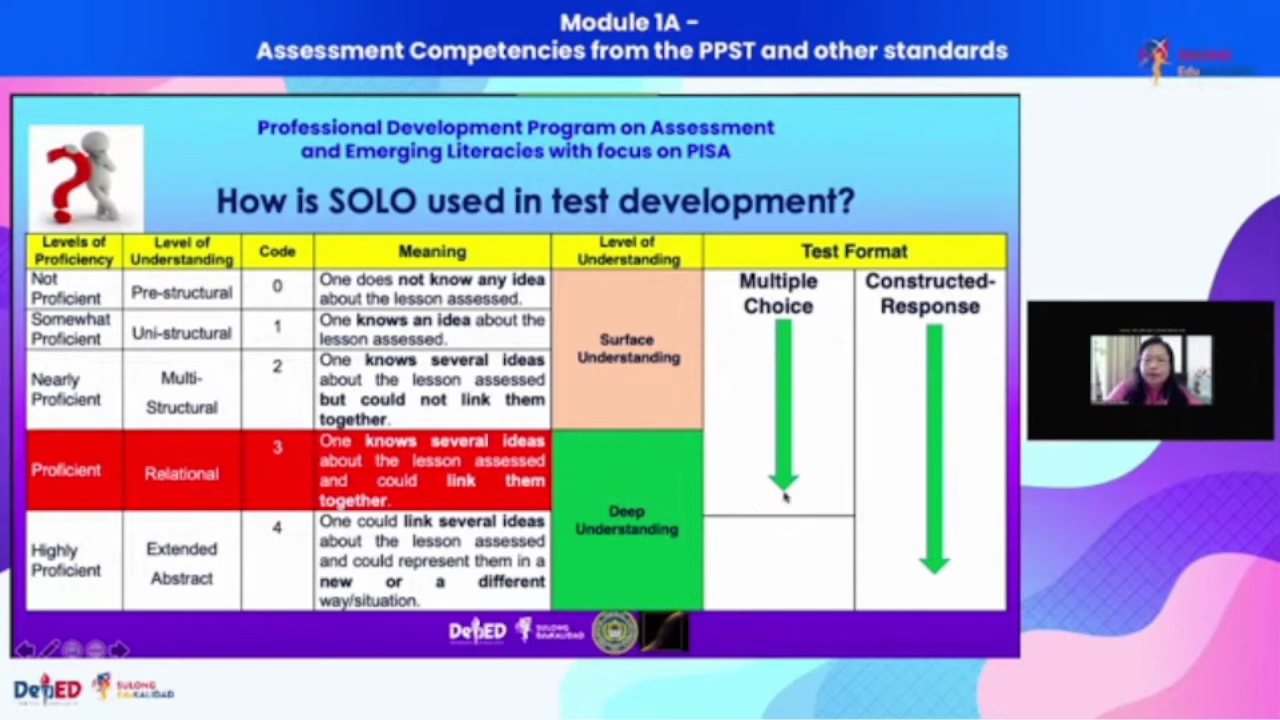 Module 1A -
Assessment Competencies from the PPST and other standards
Edu
Professional Development Program on Assessment
and Emerging Literacies with focus on PISA
How is SOLO used in test development?
Levels of
Proficiency
Level of
Understanding
Code
Meaning
Level of
Understanding
Test Format
Not
Proficient
Pre-structural
0
One does not know any idea
about the lesson assessed.
Somewhat
Proficient
Uni-structural
1
One knows an idea about the
lesson assessed.
Nearly
Proficient
Multi-
Structural
2
One knows several ideas
about the lesson assessed
but could not link them
together.
Surface
Understanding
Proficient
Relational
3
One knows several ideas
about the lesson assessed
and could link them
together.
Highly
Proficient
Extended
Abstract
4
One could link several ideas
about the lesson assessed
and could represent them in a
new or a different
way/situation.
Deep
Understanding
Multiple
Choice
Constructed-
Response
DepED
SULONG
EduKALIDAD
DepED
SULONG
EduKALIDAD